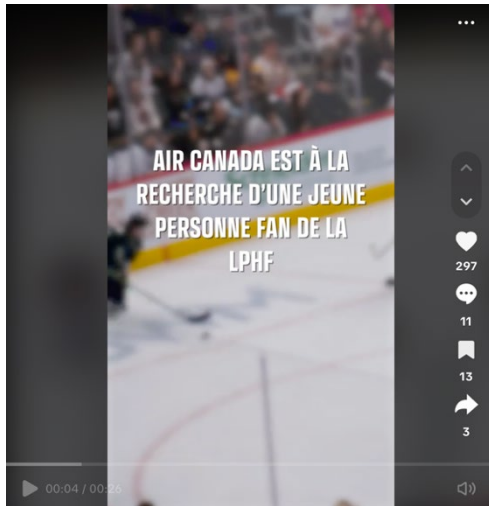 AIR CANADA EST À LA
RECHERCHE D'UNE JEUNE
PERSONNE FAN DE LA
LPHF
297
11
13
3
00:04 / 00:26